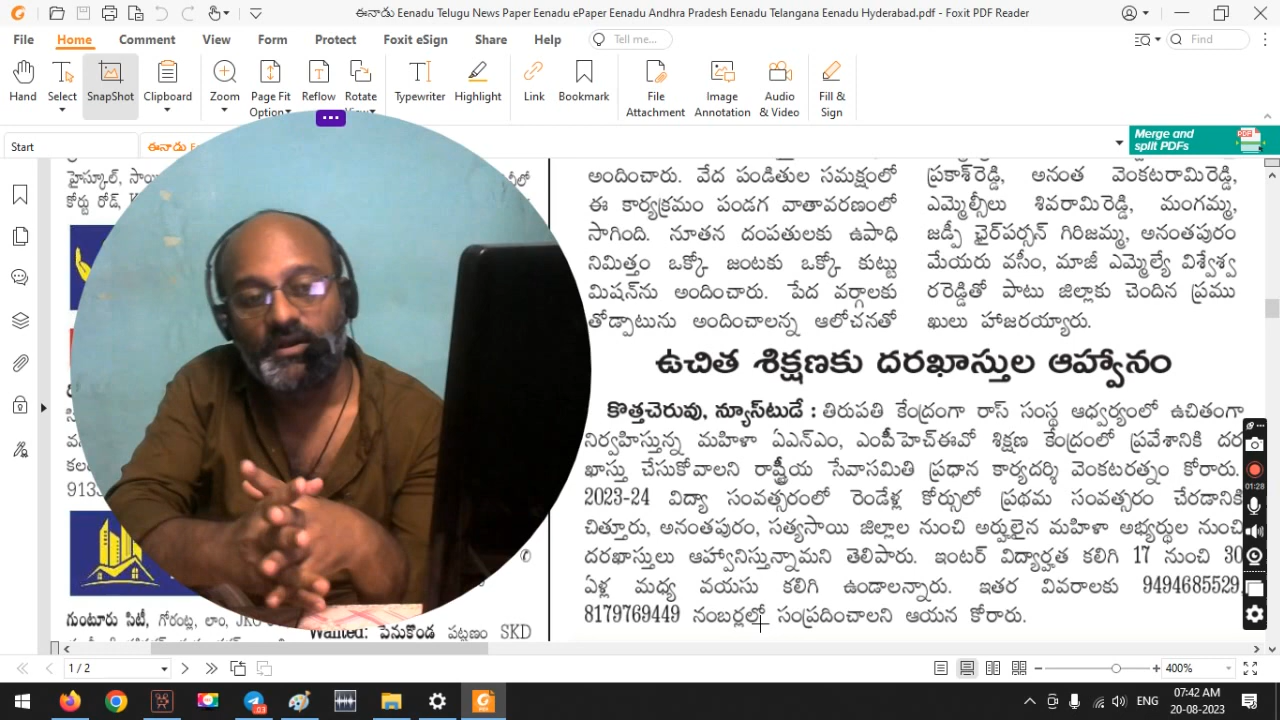 ఈనాడు Eenadu Telugu News Paper Eenadu ePaper Eenadu Andhra Pradesh Eenadu Telangana Eenadu Hyderabad.pdf - Foxit PDF Reader
File Home Comment View Form Protect Foxit eSign Share Help Tell me... Find
Hand Select SnapShot Clipboard Zoom Page Fit Option Reflow Rotate Typewriter Highlight Link Bookmark File Attachment Image Annotation Audio & Video Fill & Sign
Start
ఈనాడు
Merge and split PDFs
హైస్కూల్, సాయి
కోర్టు రోడ్,
9133
గుంటూరు సిటీ, గోరంట్ల, లాం,
Wanted: పెనుకొండ పట్టణం SKD
అందించారు. వేద పండితుల సమక్షంలో
ఈ కార్యక్రమం పండగ వాతావరణంలో
సాగింది. నూతన దంపతులకు ఉపాధి
నిమిత్తం ఒక్కో జంటకు ఒక్కో కుట్టు
మిషన్‌ను అందించారు. పేద వర్గాలకు
తోడ్పాటును అందించాలన్న ఆలోచనతో
ప్రకాశ్‌రెడ్డి, అనంత వెంకటరామిరెడ్డి,
ఎమ్మెల్సీలు శివరామిరెడ్డి, మంగమ్మ,
జడ్పీ ఛైర్‌పర్సన్ గిరిజమ్మ, అనంతపురం
మేయరు వసీం, మాజీ ఎమ్మెల్యే విశ్వేశ్వ
రరెడ్డితో పాటు జిల్లాకు చెందిన ప్రము
ఖులు హాజరయ్యారు.
ఉచిత శిక్షణకు దరఖాస్తుల ఆహ్వానం
కొత్తచెరువు, న్యూస్‌టుడే : తిరుపతి కేంద్రంగా రాస్ సంస్థ ఆధ్వర్యంలో ఉచితంగా
నిర్వహిస్తున్న మహిళా ఏఎన్ఎం, ఎంపీహెచ్ఈవో శిక్షణ కేంద్రంలో ప్రవేశానికి దర
ఖాస్తు చేసుకోవాలని రాష్ట్రీయ సేవాసమితి ప్రధాన కార్యదర్శి వెంకటరత్నం కోరారు.
2023-24 విద్యా సంవత్సరంలో రెండేళ్ల కోర్సులో ప్రథమ సంవత్సరం చేరడానికి
చిత్తూరు, అనంతపురం, సత్యసాయి జిల్లాల నుంచి అర్హులైన మహిళా అభ్యర్థుల నుంచి
దరఖాస్తులు ఆహ్వానిస్తున్నామని తెలిపారు. ఇంటర్ విద్యార్హత కలిగి 17 నుంచి 30
ఏళ్ల మధ్య వయసు కలిగి ఉండాలన్నారు. ఇతర వివరాలకు 9494685529,
8179769449 నంబర్లలో సంప్రదించాలని ఆయన కోరారు.
01:28
1 / 2
400%
ENG
07:42 AM
20-08-2023